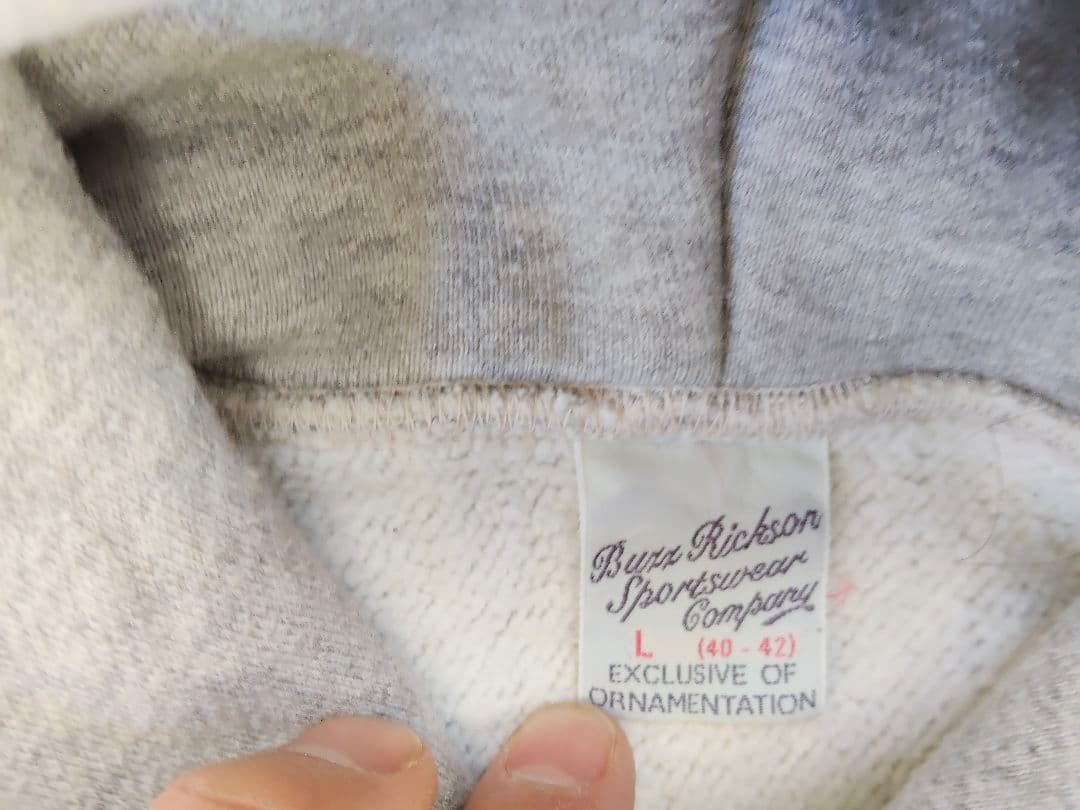 Buzz Rickson
Sportswear
Company
L (40 - 42)
EXCLUSIVE OF
ORNAMENTATION